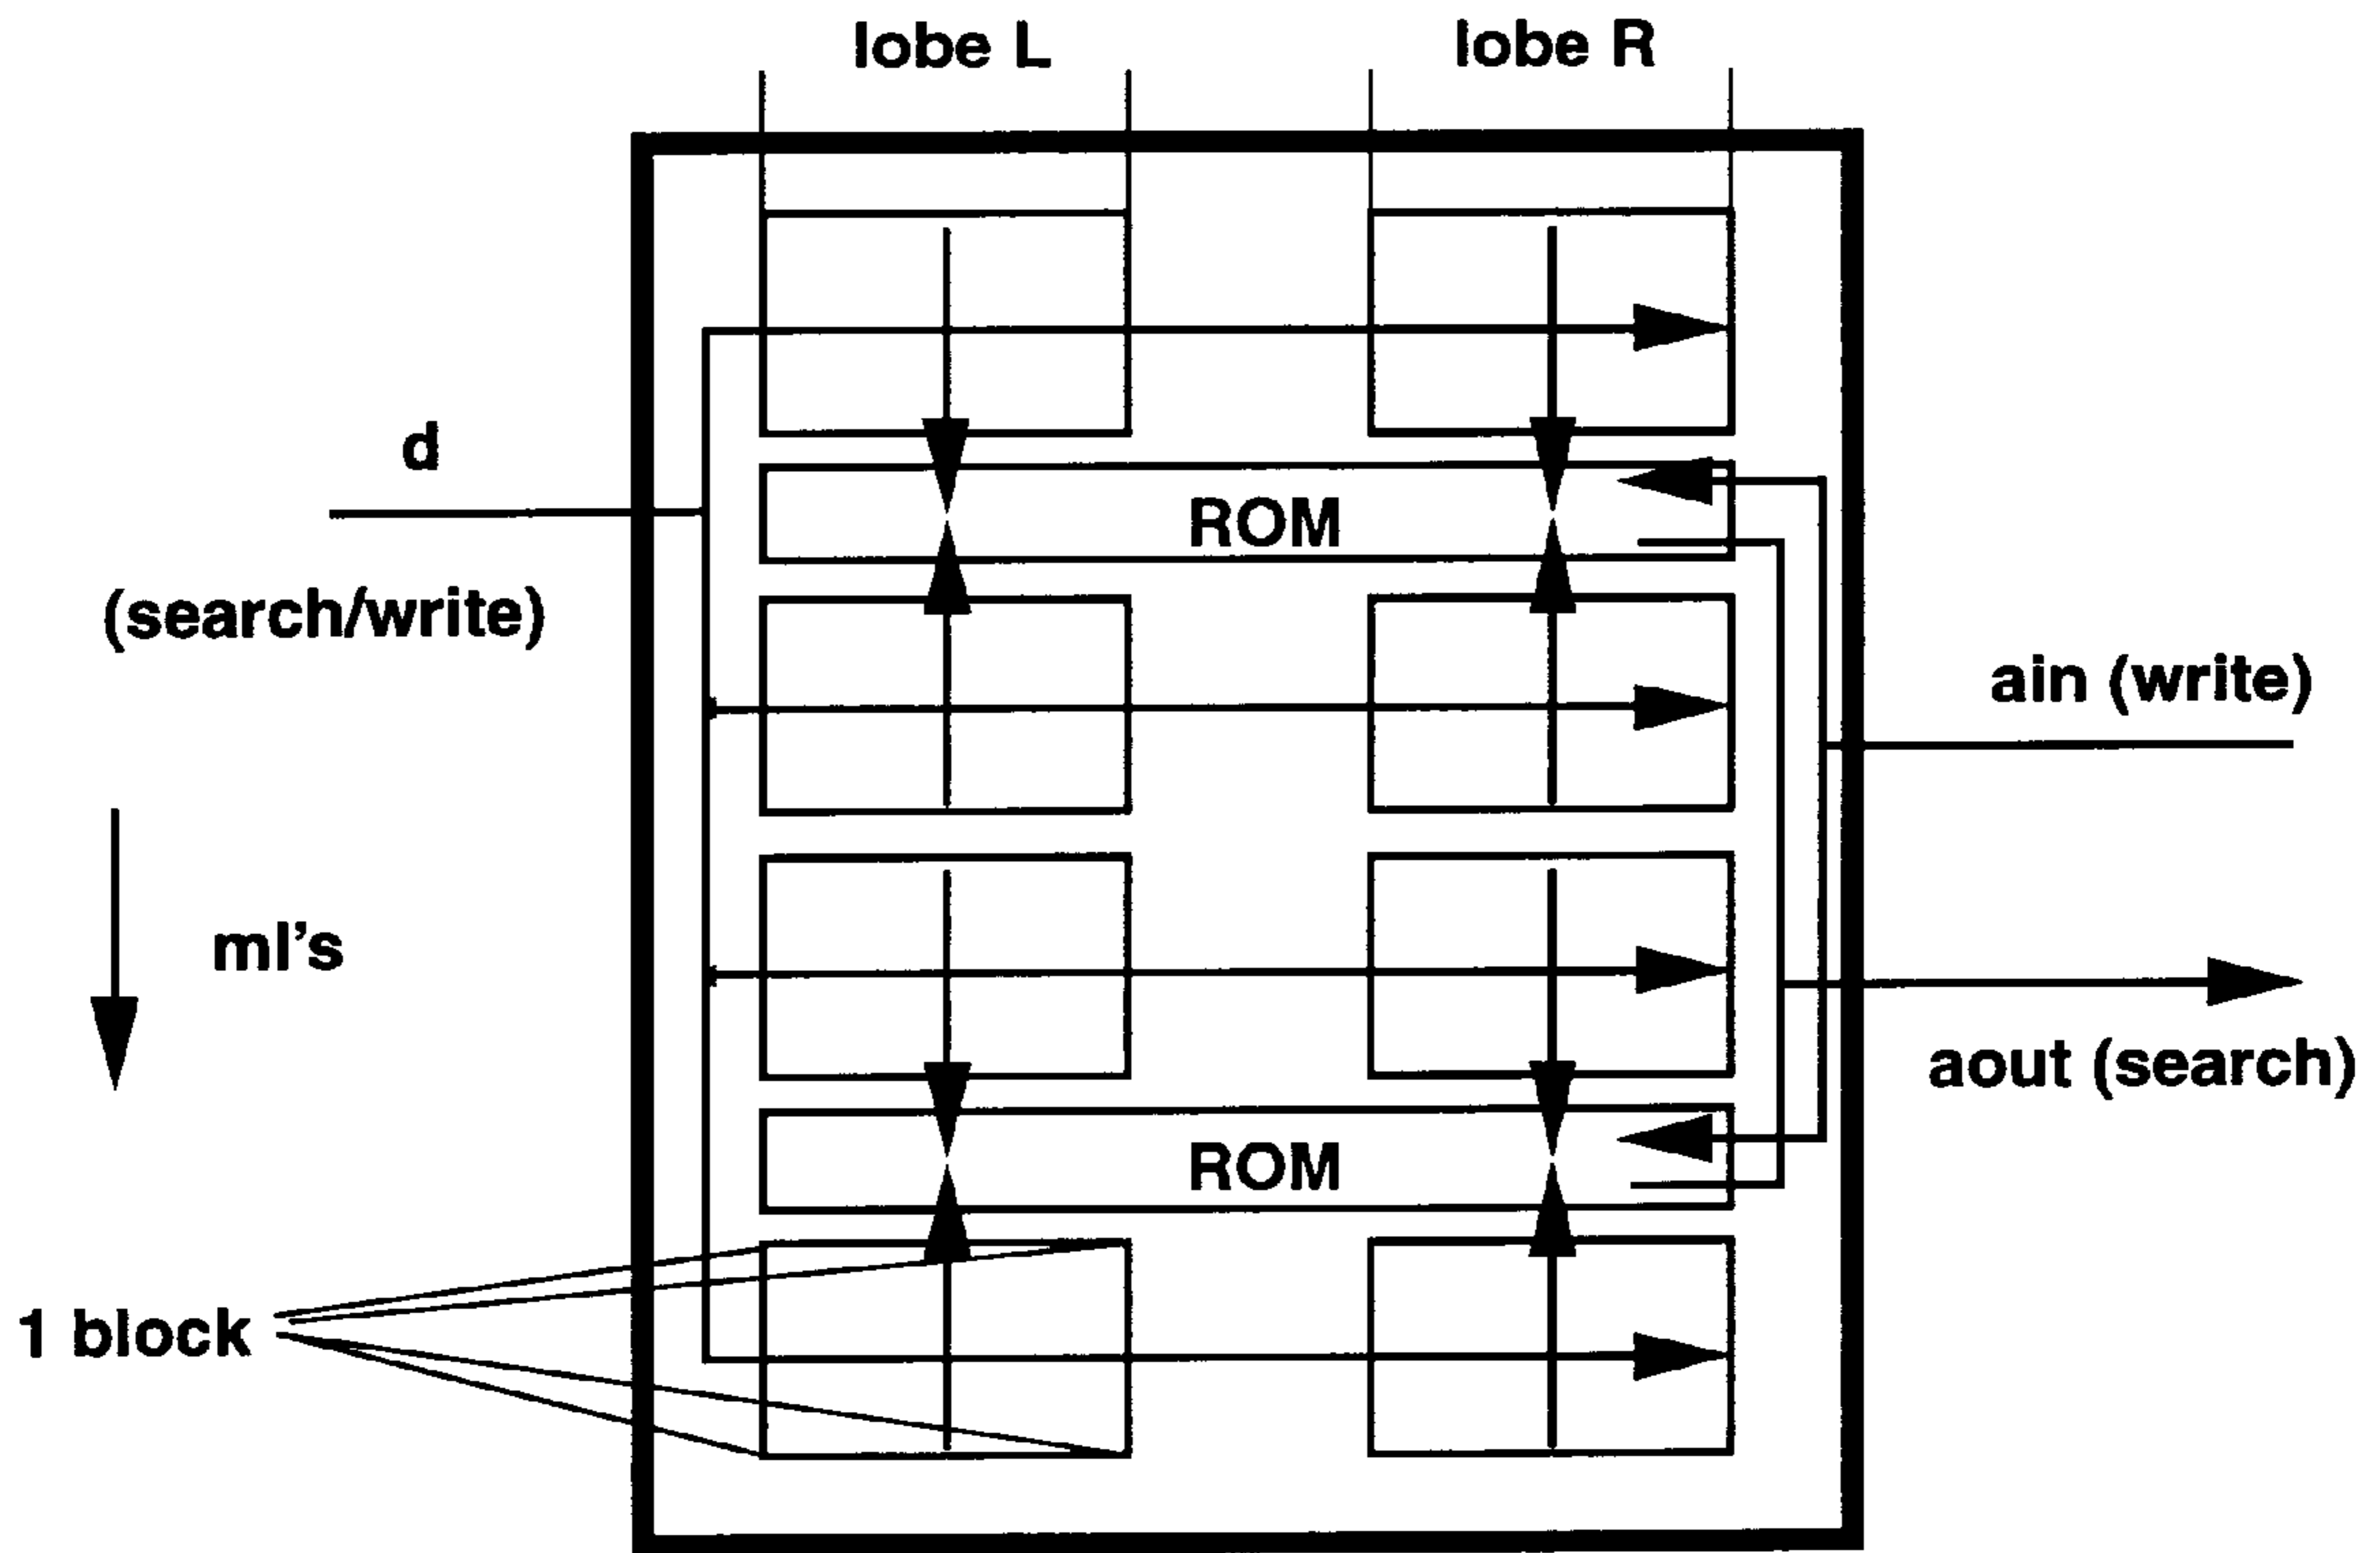 lobe L
lobe R
d
ROM
(search/write)
ain (write)
ml's
aout (search)
ROM
1 block